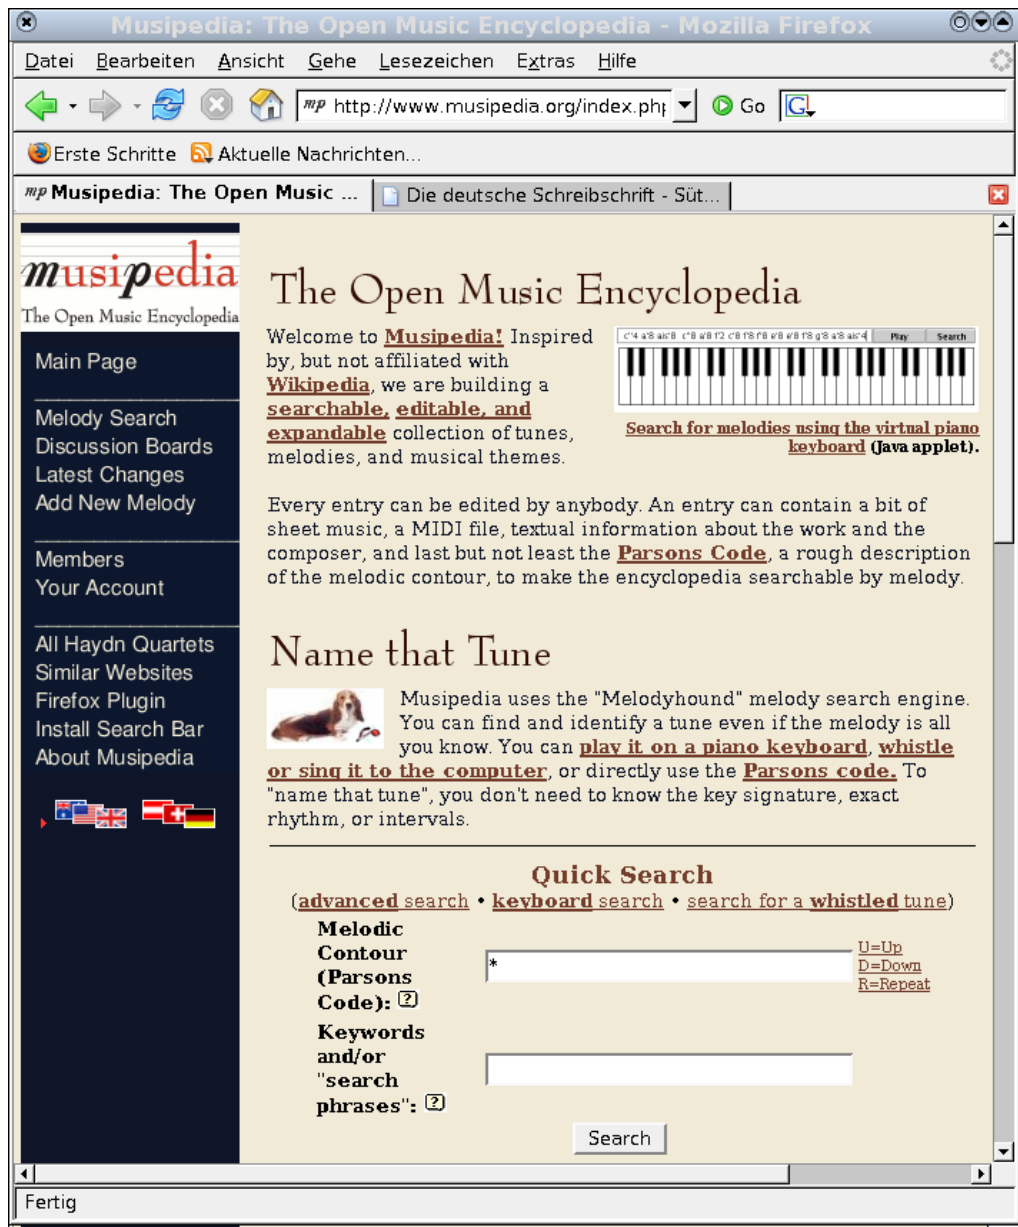 Musipedia: The Open Music Encyclopedia - Mozilla Firefox
Datei Bearbeiten Ansicht Gehe Lesezeichen Extras Hilfe
mp http://www.musipedia.org/index.php Go G
Erste Schritte Aktuelle Nachrichten...
mp Musipedia: The Open Music ... Die deutsche Schreibschrift - Süt...
musipedia
The Open Music Encyclopedia
Main Page
Melody Search
Discussion Boards
Latest Changes
Add New Melody
Members
Your Account
All Haydn Quartets
Similar Websites
Firefox Plugin
Install Search Bar
About Musipedia
The Open Music Encyclopedia
Welcome to Musipedia! Inspired
by, but not affiliated with
Wikipedia, we are building a
searchable, editable, and
expandable collection of tunes,
melodies, and musical themes.
Play Search
Search for melodies using the virtual piano
keyboard (Java applet).
Every entry can be edited by anybody. An entry can contain a bit of
sheet music, a MIDI file, textual information about the work and the
composer, and last but not least the Parsons Code, a rough description
of the melodic contour, to make the encyclopedia searchable by melody.
Name that Tune
Musipedia uses the "Melodyhound" melody search engine.
You can find and identify a tune even if the melody is all
you know. You can play it on a piano keyboard, whistle
or sing it to the computer, or directly use the Parsons code. To
"name that tune", you don't need to know the key signature, exact
rhythm, or intervals.
Quick Search
(advanced search • keyboard search • search for a whistled tune)
Melodic
Contour
(Parsons
Code): ?
*
U=Up
D=Down
R=Repeat
Keywords
and/or
"search
phrases": ?
Search
Fertig